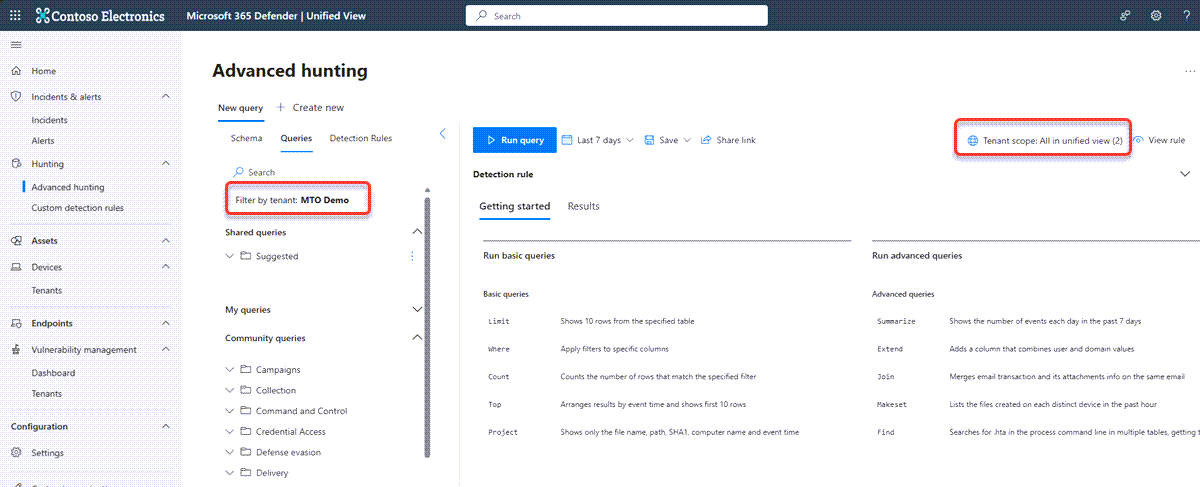 Contoso Electronics
Microsoft 365 Defender | Unified View
Search
?
Home
Incidents & alerts
Incidents
Alerts
Hunting
Advanced hunting
Custom detection rules
Assets
Devices
Tenants
Endpoints
Vulnerability management
Dashboard
Tenants
Configuration
Settings
Advanced hunting
New query
Create new
Schema
Queries
Detection Rules
Search
Filter by tenant: MTO Demo
Shared queries
Suggested
My queries
Community queries
Campaigns
Collection
Command and Control
Credential Access
Defense evasion
Delivery
Run query
Last 7 days
Save
Share link
Tenant scope: All in unified view (2)
View rule
Detection rule
Getting started
Results
Run basic queries
Basic queries
Limit Shows 10 rows from the specified table
Where Apply filters to specific columns
Count Counts the number of rows that match the specified filter
Top Arranges results by event time and shows first 10 rows
Project Shows only the file name, path, SHA1, computer name and event time
Run advanced queries
Advanced queries
Summarize Shows the number of events each day in the past 7 days
Extend Adds a column that combines user and domain values
Join Merges email transaction and its attachments info on the same email
Makeset Lists the files created on each distinct device in the past hour
Find Searches for .hta in the process command line in multiple tables, getting